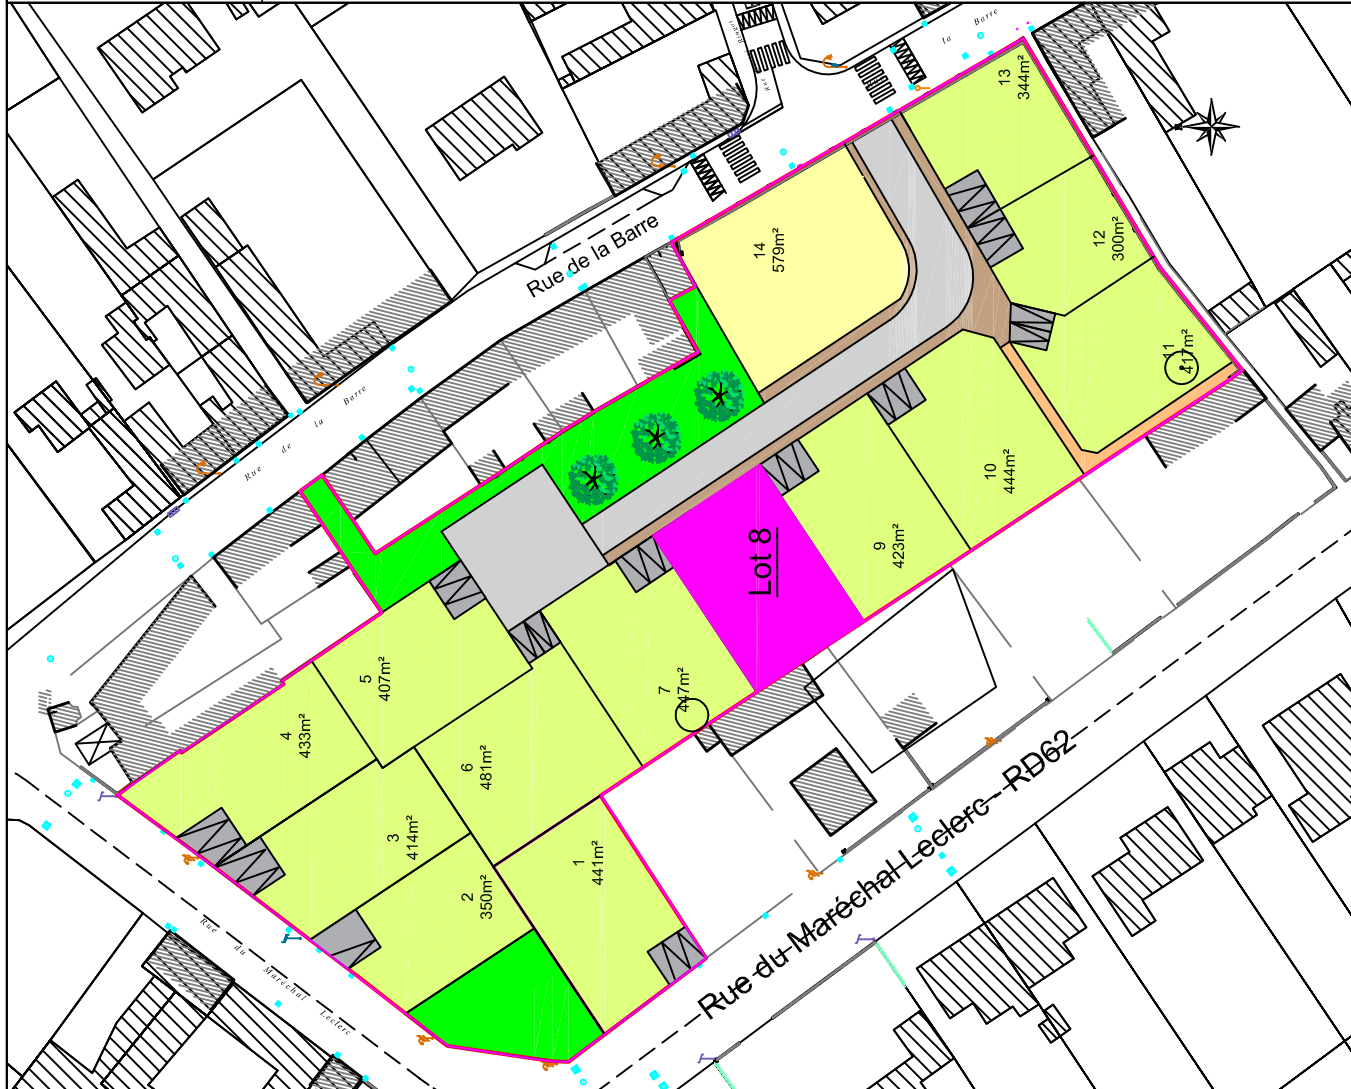 la Barre
Rue
13
344m²
Rue de la Barre
14
579m²
12
300m²
11
417m²
Rue de la Barre
10
444m²
9
423m²
Lot 8
7
447m²
5
407m²
4
433m²
6
481m²
3
414m²
2
350m²
1
441m²
Rue du Maréchal Leclerc - RD62
Rue du Maréchal Leclerc